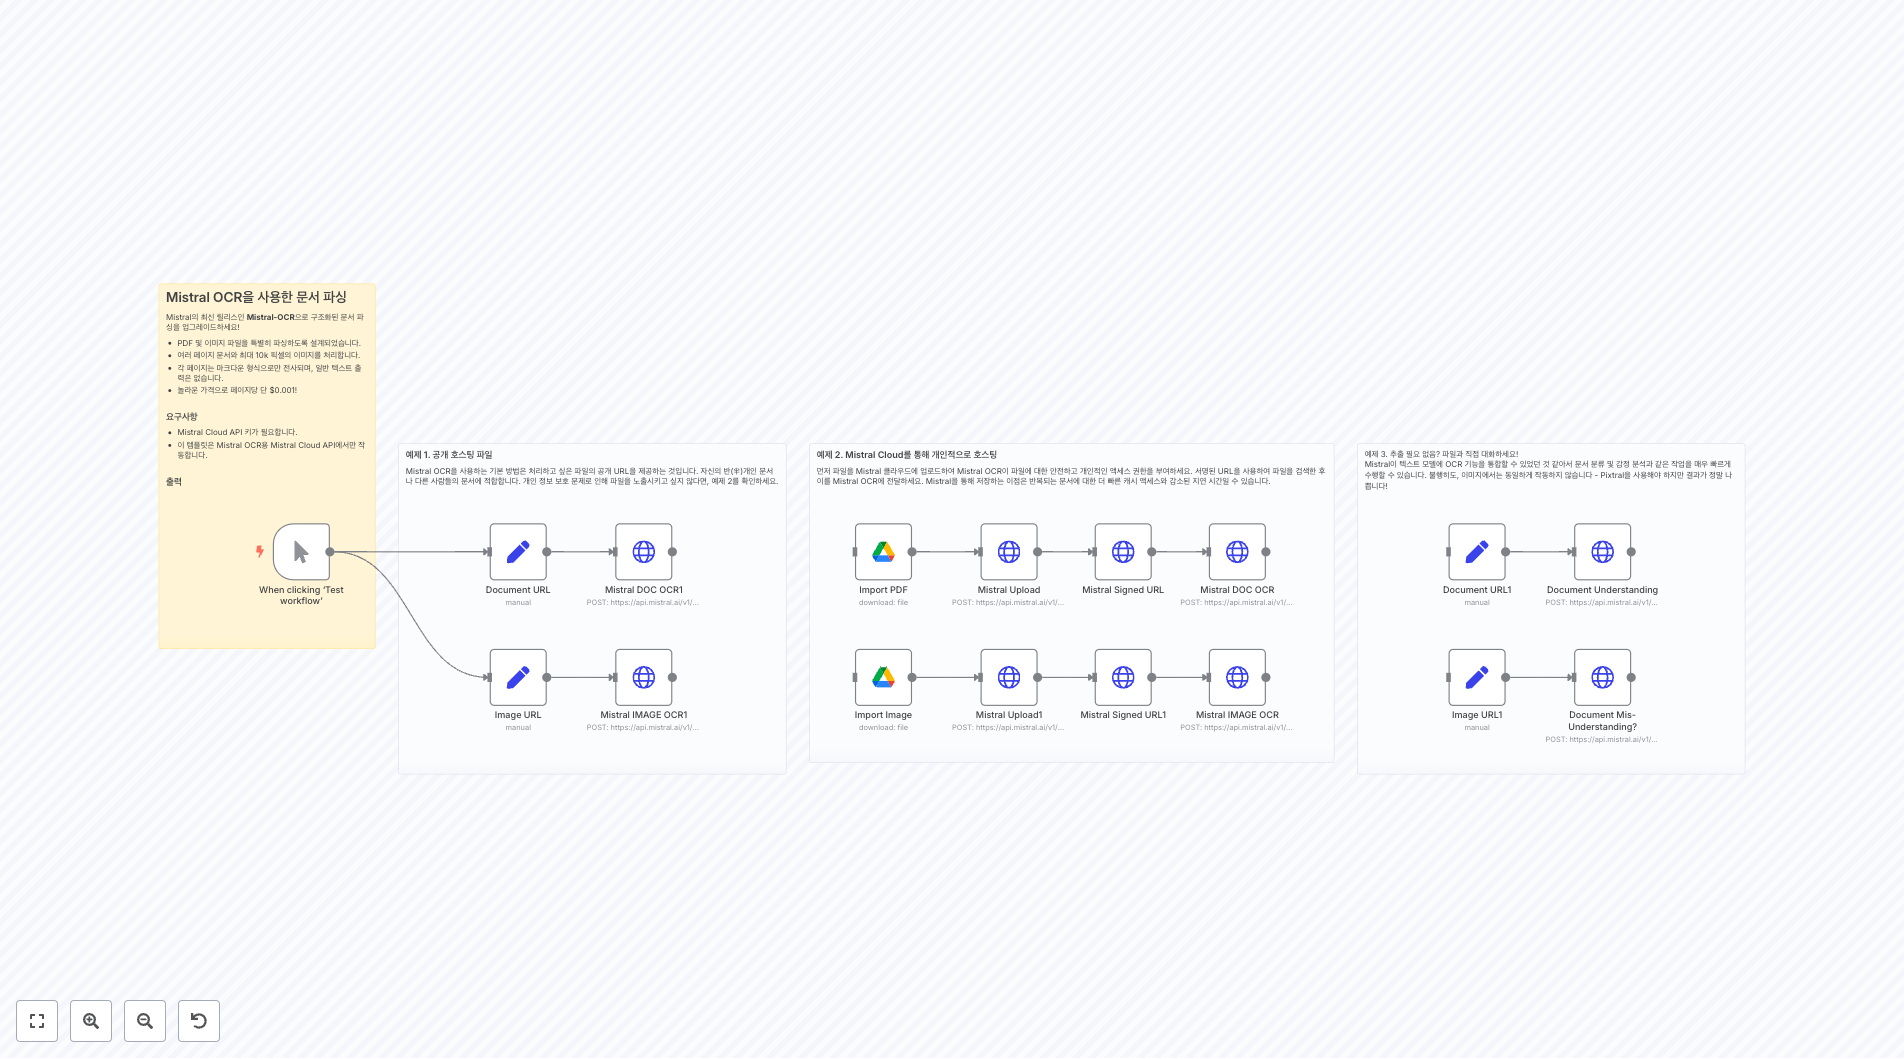 Mistral OCR을 사용한 문서 파싱
Mistral의 최신 릴리스인 Mistral-OCR으로 구조화된 문서 파
싱을 업그레이드하세요!
PDF 및 이미지 파일을 특별히 파싱하도록 설계되었습니다.
여러 페이지 문서와 최대 10k 픽셀의 이미지를 처리합니다.
각 페이지는 마크다운 형식으로만 전사되며, 일반 텍스트 출
력은 없습니다.
놀라운 가격으로 페이지당 단 $0.001!
요구사항
Mistral Cloud API 키가 필요합니다.
이 템플릿은 Mistral OCR용 Mistral Cloud API에서만 작
동합니다.
출력
When clicking ‘Test
workflow’
예제 1. 공개 호스팅 파일
Mistral OCR을 사용하는 기본 방법은 처리하고 싶은 파일의 공개 URL을 제공하는 것입니다. 자신의 반(半)개인 문서
나 다른 사람들의 문서에 적합합니다. 개인 정보 보호 문제로 인해 파일을 노출시키고 싶지 않다면, 예제 2를 확인하세요.
Document URL
manual
Mistral DOC OCR1
POST: https://api.mistral.ai/v1/...
Image URL
manual
Mistral IMAGE OCR1
POST: https://api.mistral.ai/v1/...
예제 2. Mistral Cloud를 통해 개인적으로 호스팅
먼저 파일을 Mistral 클라우드에 업로드하여 Mistral OCR이 파일에 대한 안전하고 개인적인 액세스 권한을 부여하세요. 서명된 URL을 사용하여 파일을 검색한 후
이를 Mistral OCR에 전달하세요. Mistral을 통해 저장하는 이점은 반복되는 문서에 대한 더 빠른 캐시 액세스와 감소된 지연 시간일 수 있습니다.
Import PDF
download: file
Mistral Upload
POST: https://api.mistral.ai/v1/...
Mistral Signed URL
Mistral DOC OCR
POST: https://api.mistral.ai/v1/...
Import Image
download: file
Mistral Upload1
POST: https://api.mistral.ai/v1/...
Mistral Signed URL1
Mistral IMAGE OCR
POST: https://api.mistral.ai/v1/...
예제 3. 추출 필요 없음? 파일과 직접 대화하세요!
Mistral이 텍스트 모델에 OCR 기능을 통합할 수 있었던 것 같아서 문서 분류 및 감정 분석과 같은 작업을 매우 빠르게
수행할 수 있습니다. 불행히도, 이미지에서는 동일하게 작동하지 않습니다 - Pixtral을 사용해야 하지만 결과가 정말 나
쁩니다!
Document URL1
manual
Document Understanding
POST: https://api.mistral.ai/v1/...
Image URL1
manual
Document Mis-
Understanding?
POST: https://api.mistral.ai/v1/...